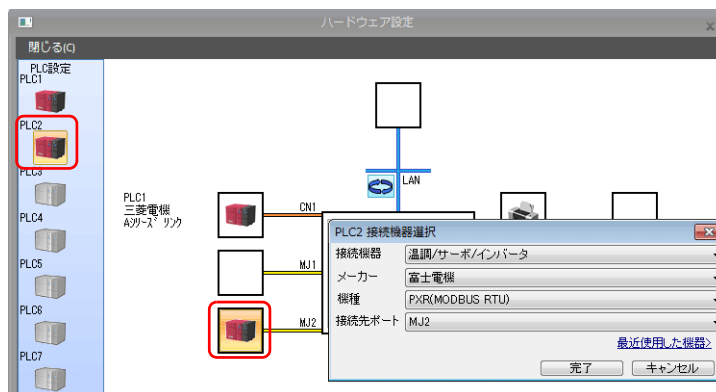 ハードウェア設定
閉じる(C)
PLC設定
PLC1
PLC2
PLC3
PLC4
PLC5
PLC6
PLC7
LAN
PLC1
三菱電機
Aシリーズ リンク
CN1
MJ1
MJ2
PLC2 接続機器選択
接続機器 温調/サーボ/インバータ
メーカー 富士電機
機種 PXR(MODBUS RTU)
接続先ポート MJ2
最近使用した機器>
完了 キャンセル